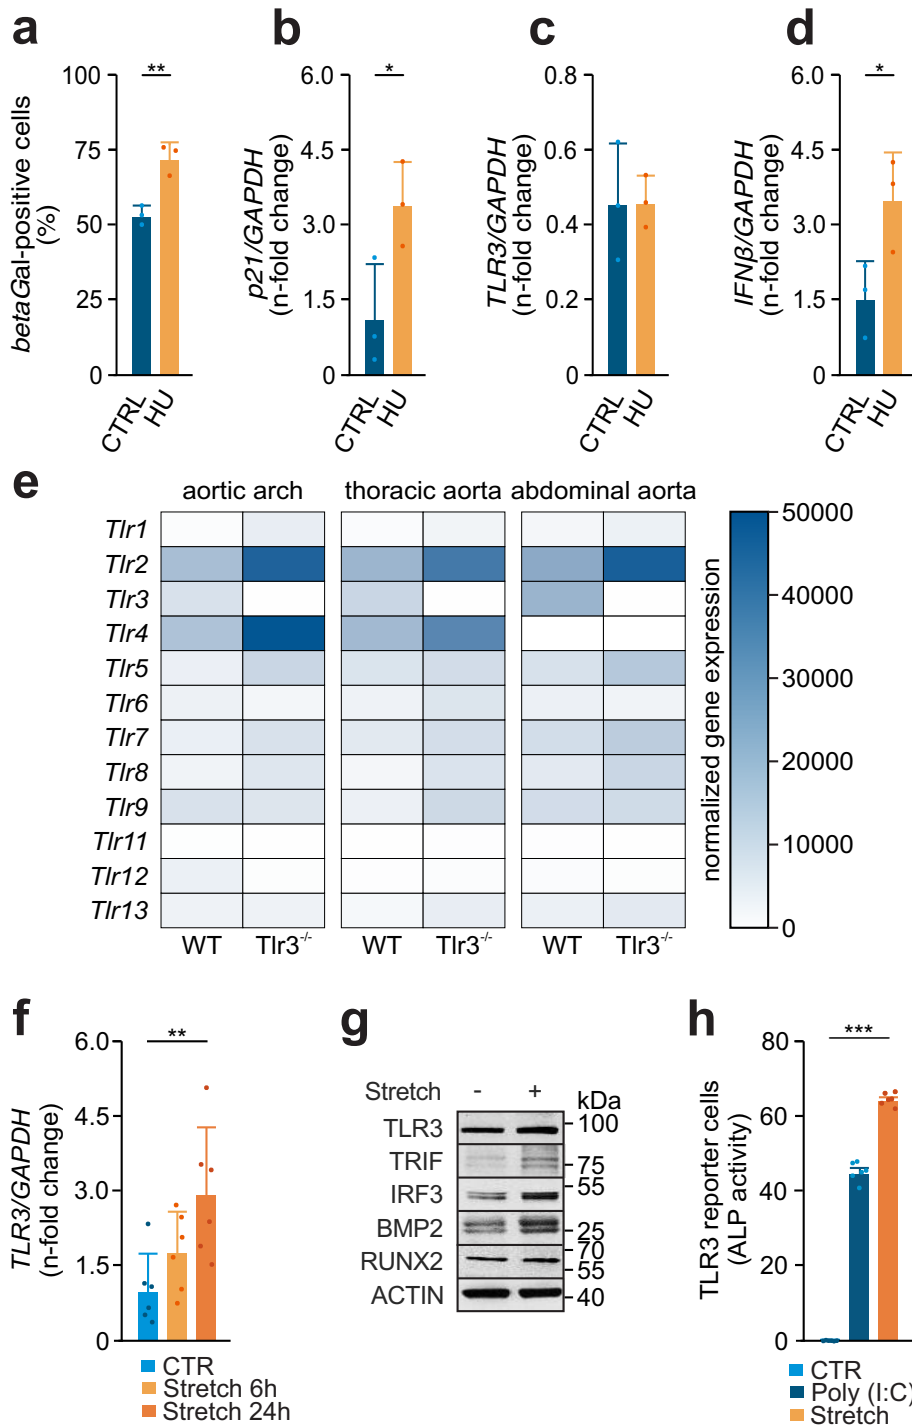 a
b
c
d
betaGal-positive cells
(%)
100
75
50
25
0
**
CTRL
HU
p21/GAPDH
(n-fold change)
6.0
4.5
3.0
1.5
0
*
CTRL
HU
TLR3/GAPDH
(n-fold change)
0.8
0.6
0.4
0.2
0
CTRL
HU
IFNβ/GAPDH
(n-fold change)
6.0
4.5
3.0
1.5
0
*
CTRL
HU
e
aortic arch
thoracic aorta
abdominal aorta
Tlr1
Tlr2
Tlr3
Tlr4
Tlr5
Tlr6
Tlr7
Tlr8
Tlr9
Tlr11
Tlr12
Tlr13
WT
Tlr3-/-
WT
Tlr3-/-
WT
Tlr3-/-
normalized gene expression
50000
40000
30000
20000
10000
0
f
TLR3/GAPDH
(n-fold change)
6.0
4.5
3.0
1.5
0
**
CTR
Stretch 6h
Stretch 24h
g
Stretch - +
kDa
TLR3
100
TRIF
75
IRF3
55
BMP2
25
RUNX2
70
55
ACTIN
40
h
TLR3 reporter cells
(ALP activity)
80
60
40
20
0
***
CTR
Poly (I:C)
Stretch